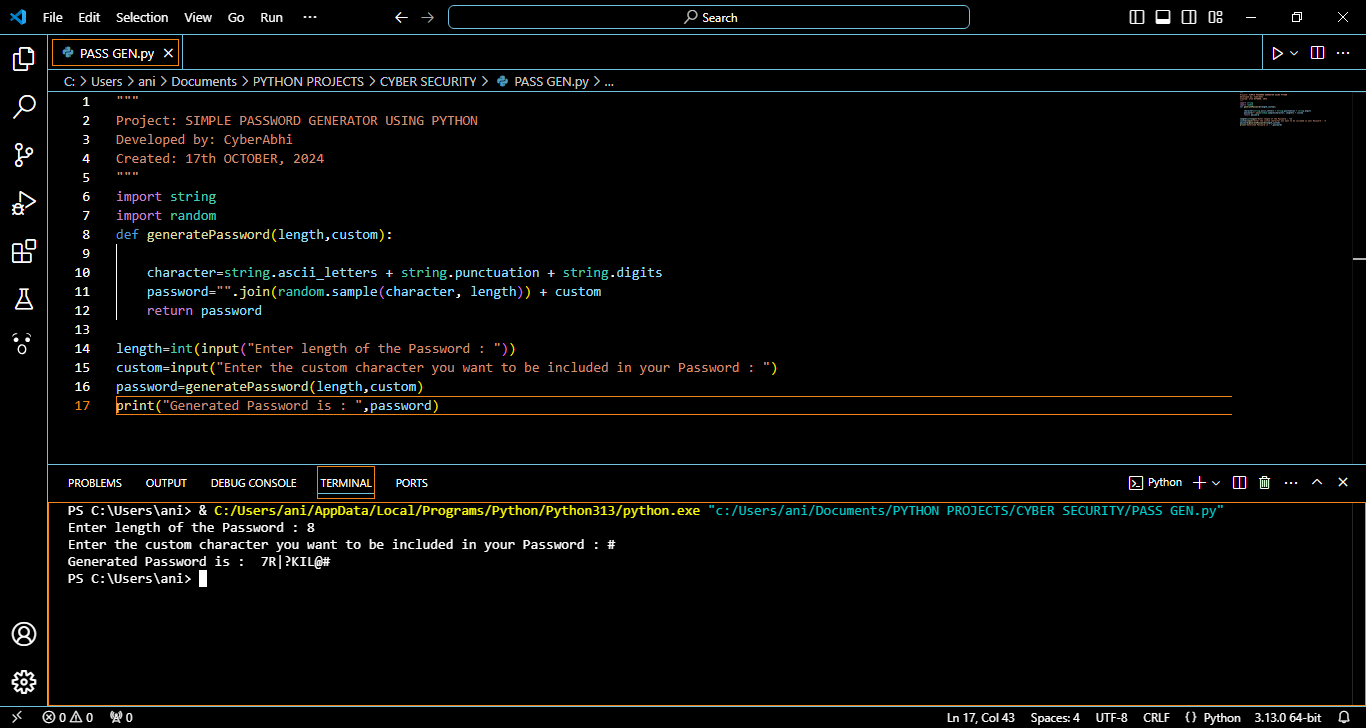 File Edit Selection View Go Run ··· Search
PASS GEN.py
C: > Users > ani > Documents > PYTHON PROJECTS > CYBER SECURITY > PASS GEN.py > ...
1 """
2 Project: SIMPLE PASSWORD GENERATOR USING PYTHON
3 Developed by: CyberAbhi
4 Created: 17th OCTOBER, 2024
5 """
6 import string
7 import random
8 def generatePassword(length,custom):
9
10     character=string.ascii_letters + string.punctuation + string.digits
11     password="".join(random.sample(character, length)) + custom
12     return password
13
14 length=int(input("Enter length of the Password : "))
15 custom=input("Enter the custom character you want to be included in your Password : ")
16 password=generatePassword(length,custom)
17 print("Generated Password is : ",password)
PROBLEMS OUTPUT DEBUG CONSOLE TERMINAL PORTS Python
PS C:\Users\ani> & C:/Users/ani/AppData/Local/Programs/Python/Python313/python.exe "c:/Users/ani/Documents/PYTHON PROJECTS/CYBER SECURITY/PASS GEN.py"
Enter length of the Password : 8
Enter the custom character you want to be included in your Password : #
Generated Password is :  7R|?KIL@#
PS C:\Users\ani>
0 0 0 Ln 17, Col 43 Spaces: 4 UTF-8 CRLF {} Python 3.13.0 64-bit